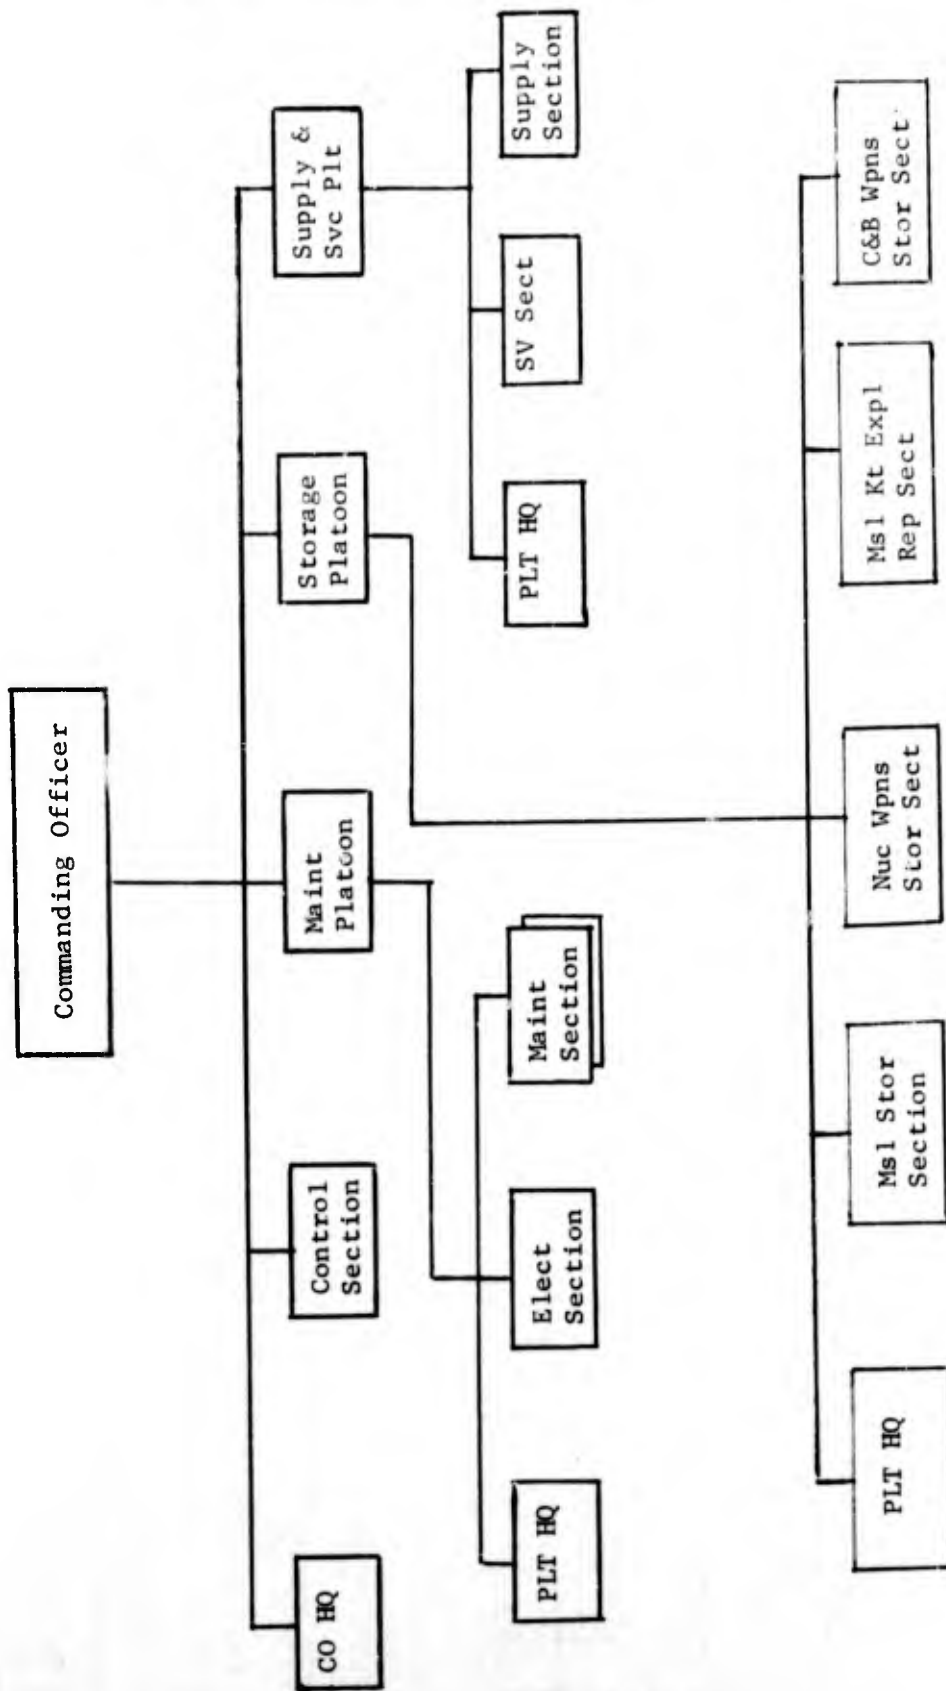 Commanding Officer
CO HQ
Control
Section
Maint
Platoon
Storage
Platoon
Supply &
Svc Plt
PLT HQ
Elect
Section
Maint
Section
PLT HQ
SV Sect
Supply
Section
PLT HQ
Msl Stor
Section
Nuc Wpns
Stor Sect
Msl Kt Expl
Rep Sect
C&B Wpns
Stor Sect